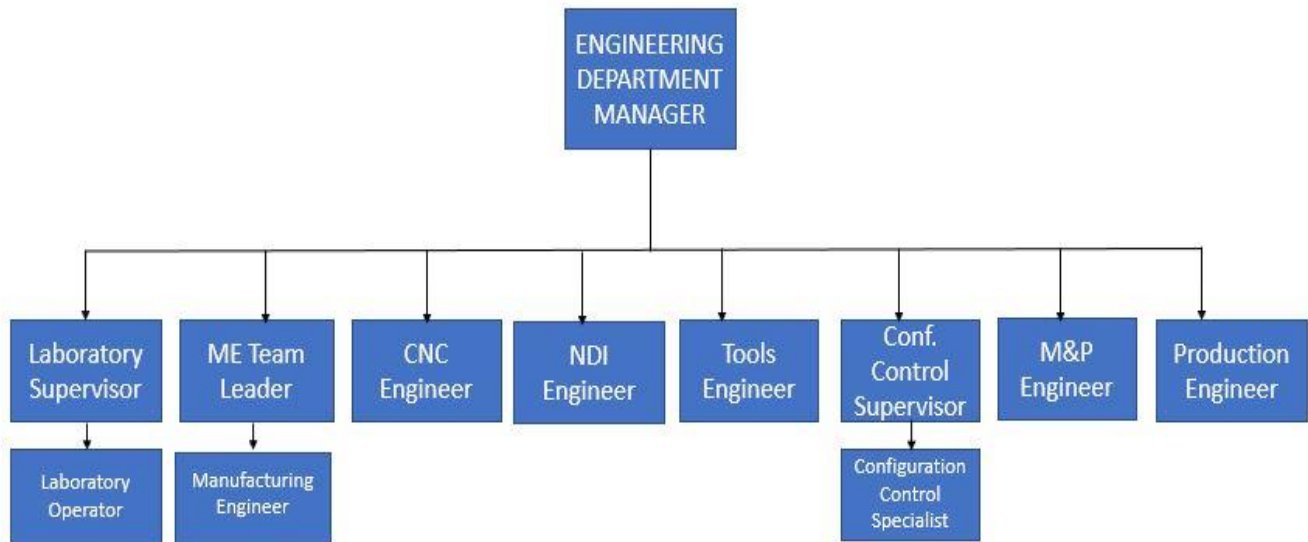 ENGINEERING
DEPARTMENT
MANAGER
Laboratory
Supervisor
ME Team
Leader
CNC
Engineer
NDI
Engineer
Tools
Engineer
Conf.
Control
Supervisor
M&P
Engineer
Production
Engineer
Laboratory
Operator
Manufacturing
Engineer
Configuration
Control
Specialist